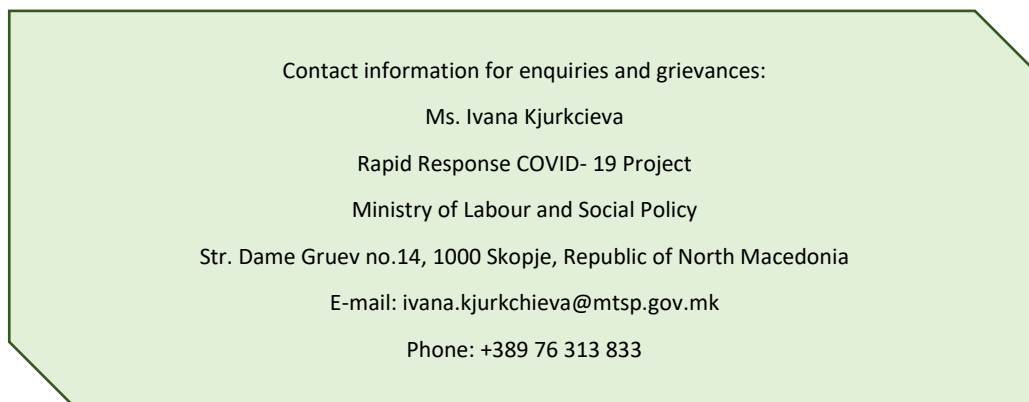 Contact information for enquiries and grievances:
Ms. Ivana Kjurkcieva
Rapid Response COVID- 19 Project
Ministry of Labour and Social Policy
Str. Dame Gruev no.14, 1000 Skopje, Republic of North Macedonia
E-mail: ivana.kjurkchieva@mtsp.gov.mk
Phone: +389 76 313 833